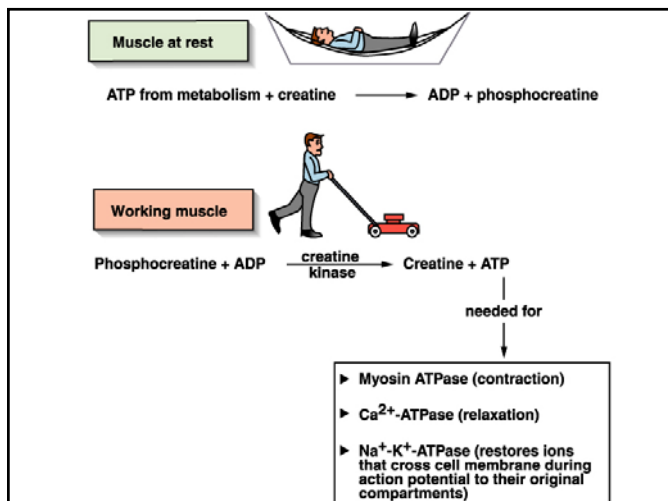 Muscle at rest
ATP from metabolism + creatine → ADP + phosphocreatine
Working muscle
Phosphocreatine + ADP creatine kinase → Creatine + ATP
needed for
► Myosin ATPase (contraction)
► Ca²⁺-ATPase (relaxation)
► Na⁺-K⁺-ATPase (restores ions
that cross cell membrane during
action potential to their original
compartments)